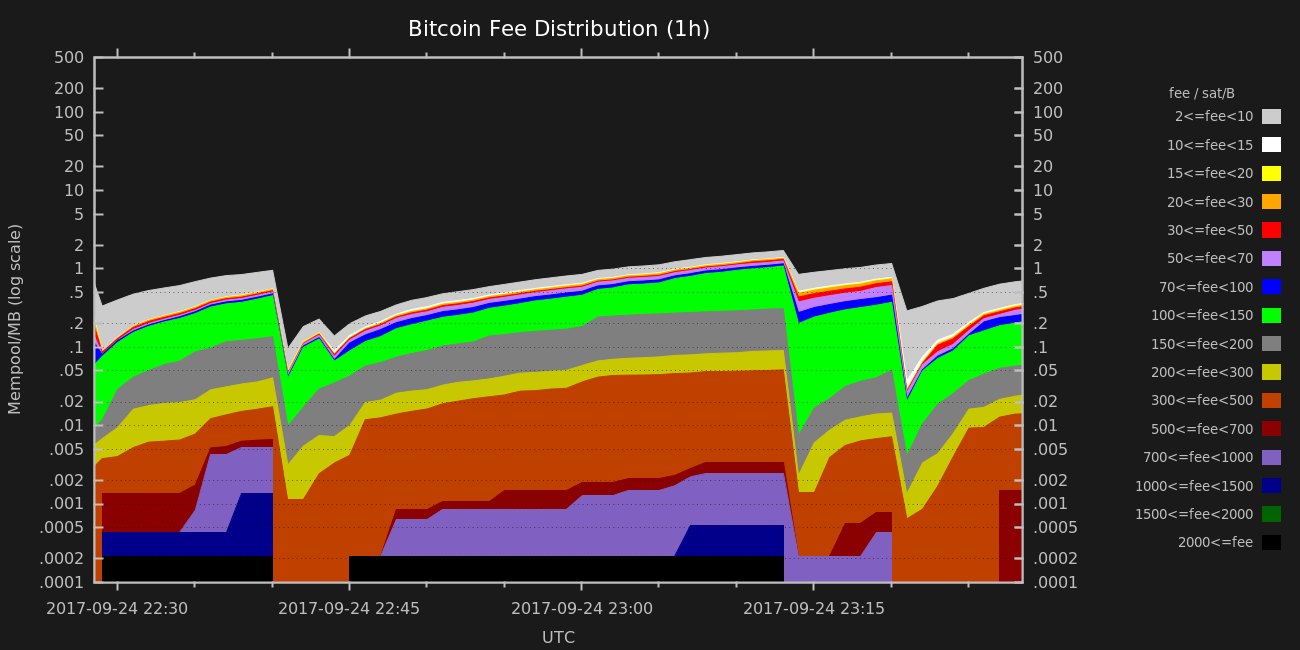 Bitcoin Fee Distribution (1h)
500 500
200 200
100 100
50 50
20 20
10 10
5 5
2 2
1 1
.5 .5
.2 .2
.1 .1
.05 .05
.02 .02
.01 .01
.005 .005
.002 .002
.001 .001
.0005 .0005
.0002 .0002
.0001 .0001
Mempool/MB (log scale)
2017-09-24 22:30 2017-09-24 22:45 2017-09-24 23:00 2017-09-24 23:15
UTC
fee / sat/B
2<=fee<10
10<=fee<15
15<=fee<20
20<=fee<30
30<=fee<50
50<=fee<70
70<=fee<100
100<=fee<150
150<=fee<200
200<=fee<300
300<=fee<500
500<=fee<700
700<=fee<1000
1000<=fee<1500
1500<=fee<2000
2000<=fee